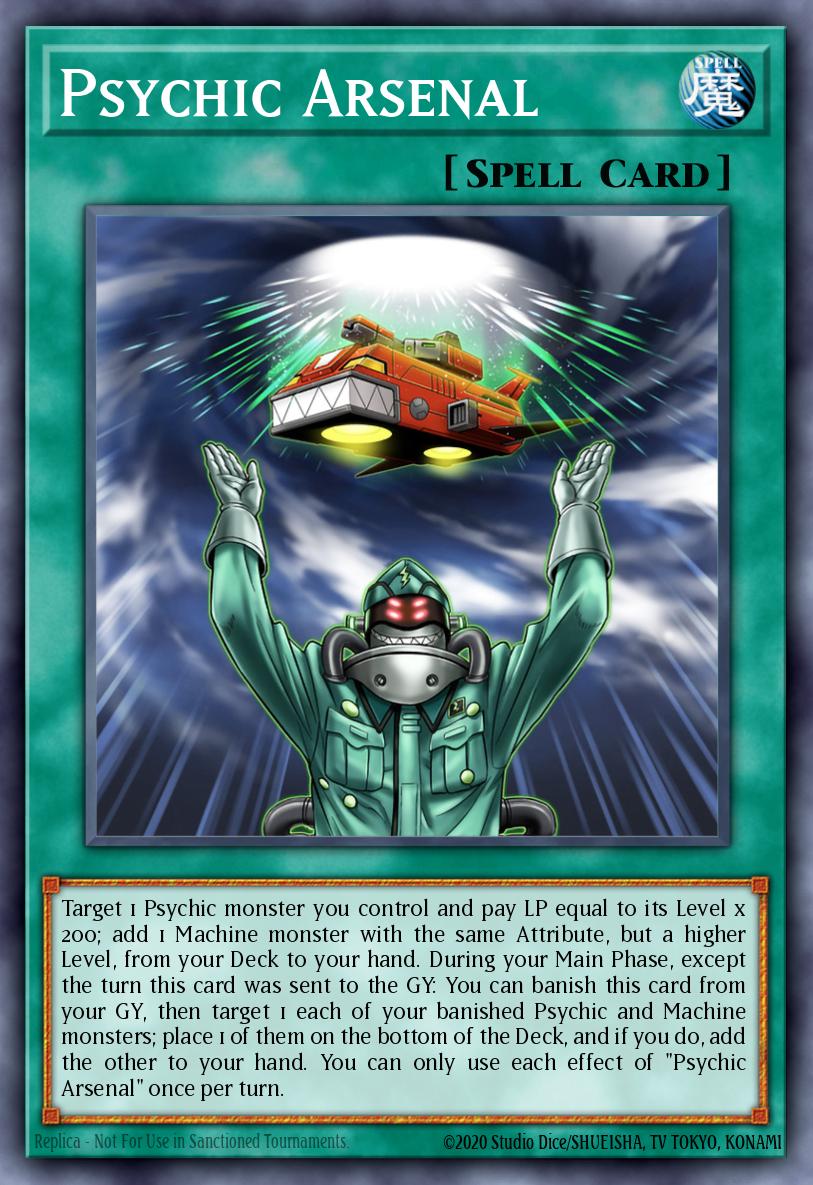 Psychic Arsenal
SPELL
魔
[Spell Card]
Target 1 Psychic monster you control and pay LP equal to its Level x
200; add 1 Machine monster with the same Attribute, but a higher
Level, from your Deck to your hand. During your Main Phase, except
the turn this card was sent to the GY: You can banish this card from
your GY, then target 1 each of your banished Psychic and Machine
monsters; place 1 of them on the bottom of the Deck, and if you do, add
the other to your hand. You can only use each effect of "Psychic
Arsenal" once per turn.
Replica - Not For Use in Sanctioned Tournaments.
©2020 Studio Dice/SHUEISHA, TV TOKYO, KONAMI